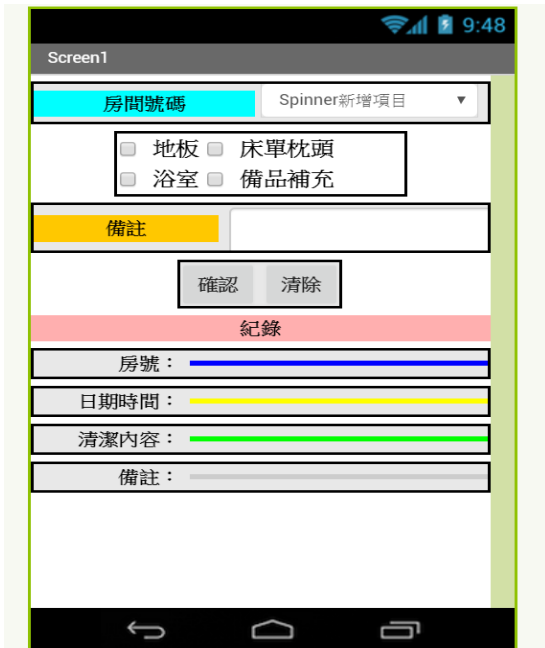 9:48
Screen1
房間號碼 Spinner新增項目
地板 床單枕頭
浴室 備品補充
備註
確認 清除
紀錄
房號：
日期時間：
清潔內容：
備註：